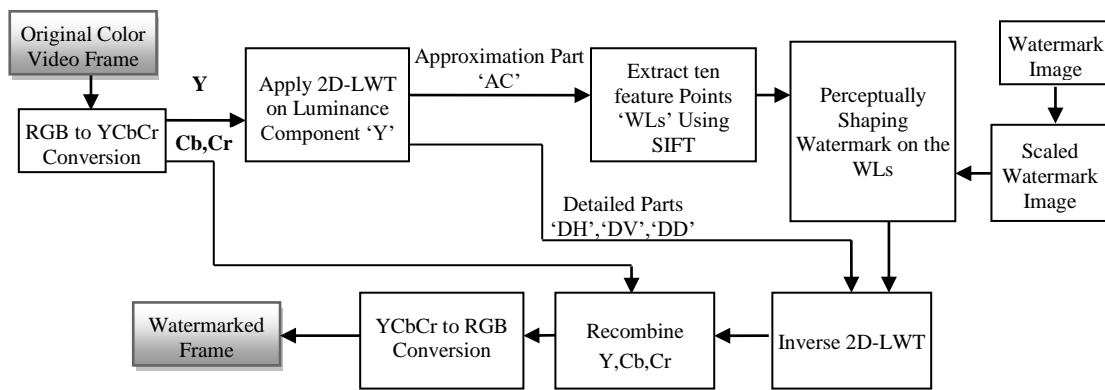 Original Color
Video Frame
RGB to YCbCr
Conversion
Y
Cb,Cr
Apply 2D-LWT
on Luminance
Component ‘Y’
Approximation Part
‘AC’
Detailed Parts
‘DH’,‘DV’,‘DD’
Extract ten
feature Points
‘WLs’ Using
SIFT
Perceptually
Shaping
Watermark on the
WLs
Watermark
Image
Scaled
Watermark
Image
Inverse 2D-LWT
Recombine
Y,Cb,Cr
YCbCr to RGB
Conversion
Watermarked
Frame